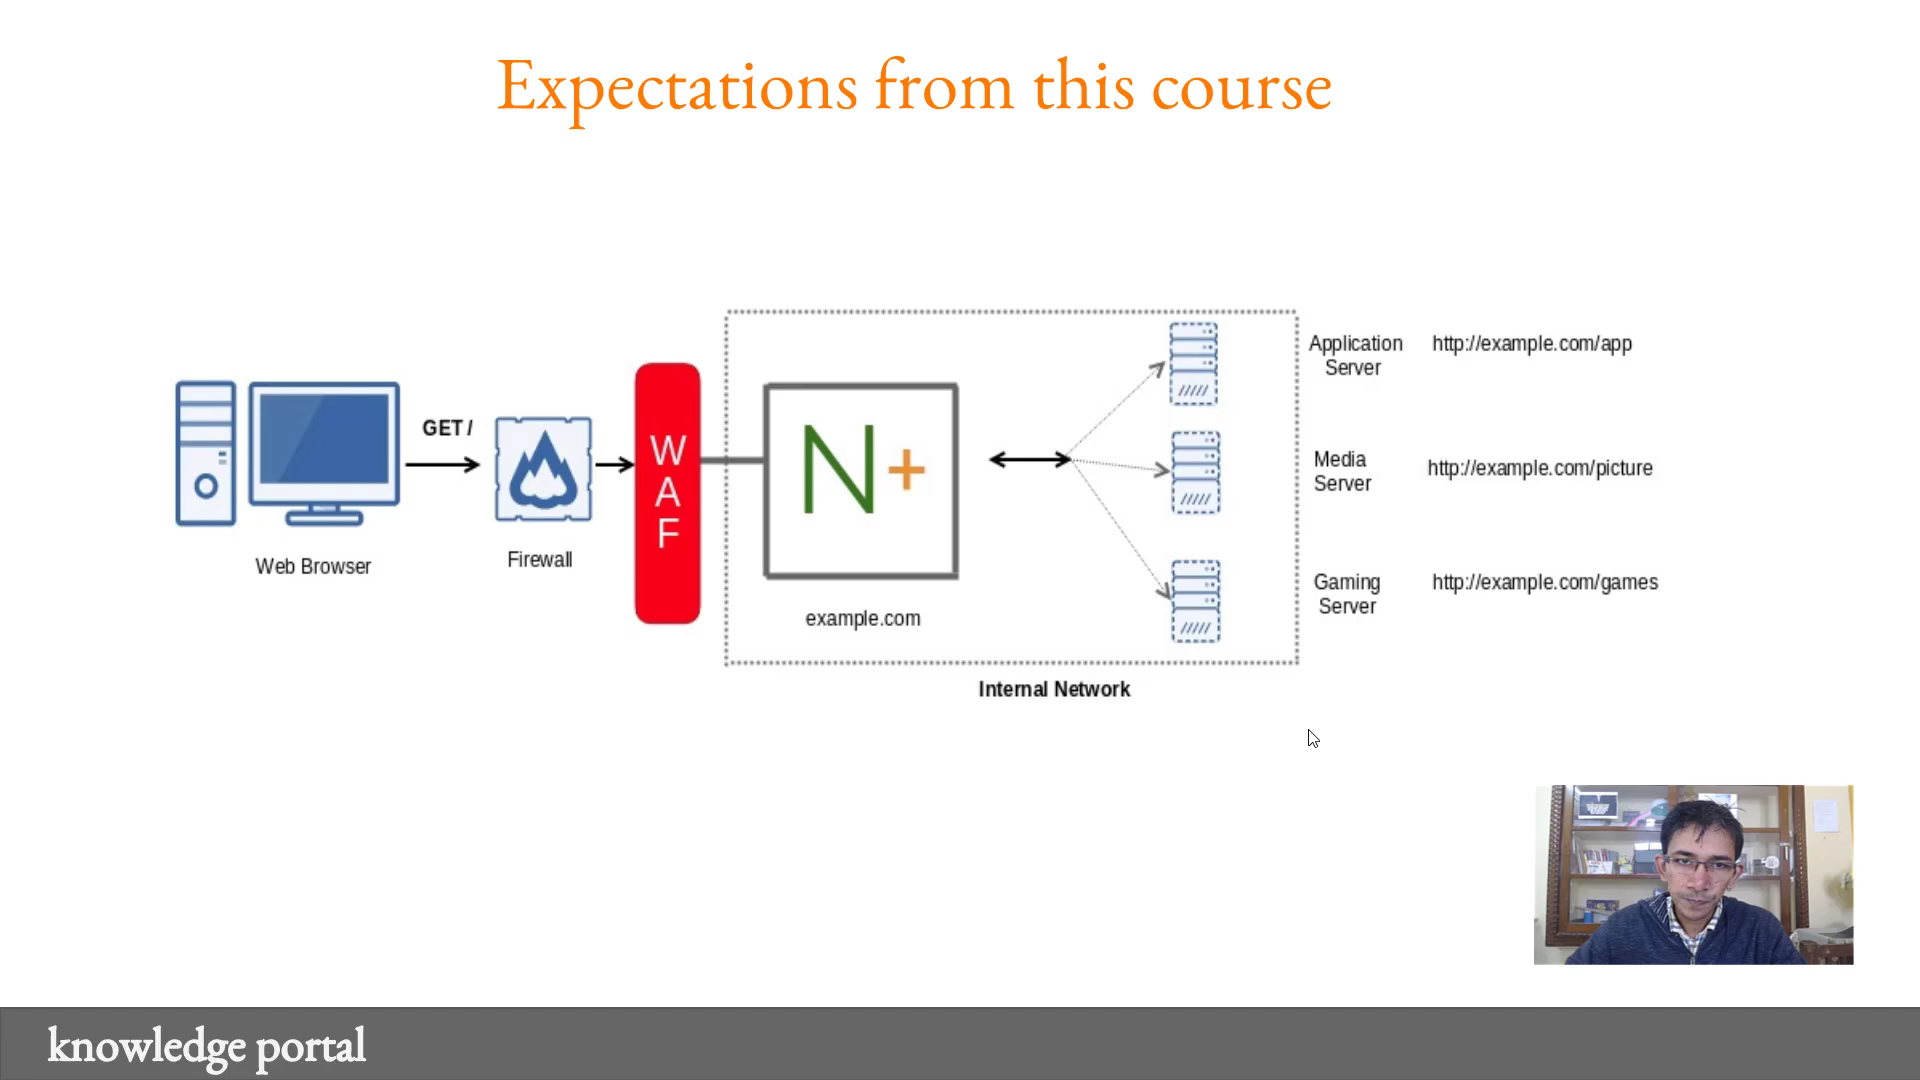 Expectations from this course
GET /
Web Browser
Firewall
W
A
F
N+
example.com
Internal Network
Application
Server
http://example.com/app
Media
Server
http://example.com/picture
Gaming
Server
http://example.com/games
knowledge portal